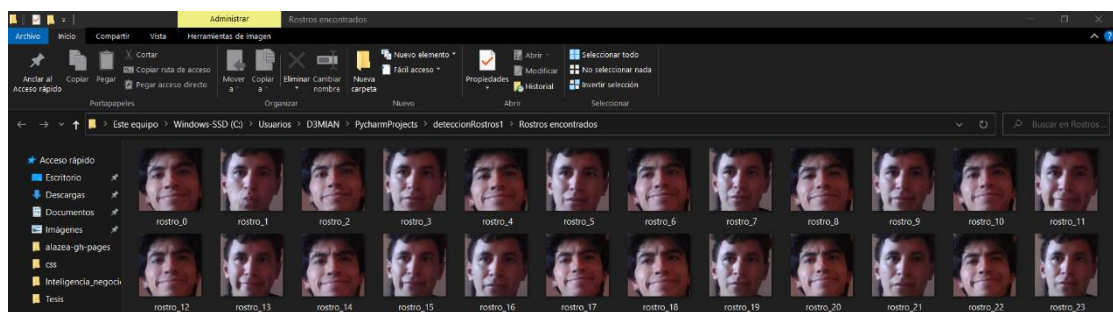 Administrar Rostros encontrados
Archivo Inicio Compartir Vista Herramientas de imagen
Anclar al Acceso rápido
Copiar
Pegar
Cortar
Copiar ruta de acceso
Pegar acceso directo
Portapapeles
Mover a
Copiar a
Eliminar
Cambiar nombre
Organizar
Nueva carpeta
Nuevo elemento
Fácil acceso
Nuevo
Propiedades
Abrir
Modificar
Historial
Abrir
Seleccionar todo
No seleccionar nada
Invertir selección
Seleccionar
Este equipo > Windows-SSD (C:) > Usuarios > D3MIAN > PycharmProjects > deteccionRostros1 > Rostros encontrados
Buscar en Rostros ...
Acceso rápido
Escritorio
Descargas
Documentos
Imágenes
alazea-gh-pages
css
Inteligencia_negoci
Tesis
rostro_0 rostro_1 rostro_2 rostro_3 rostro_4 rostro_5 rostro_6 rostro_7 rostro_8 rostro_9 rostro_10 rostro_11
rostro_12 rostro_13 rostro_14 rostro_15 rostro_16 rostro_17 rostro_18 rostro_19 rostro_20 rostro_21 rostro_22 rostro_23